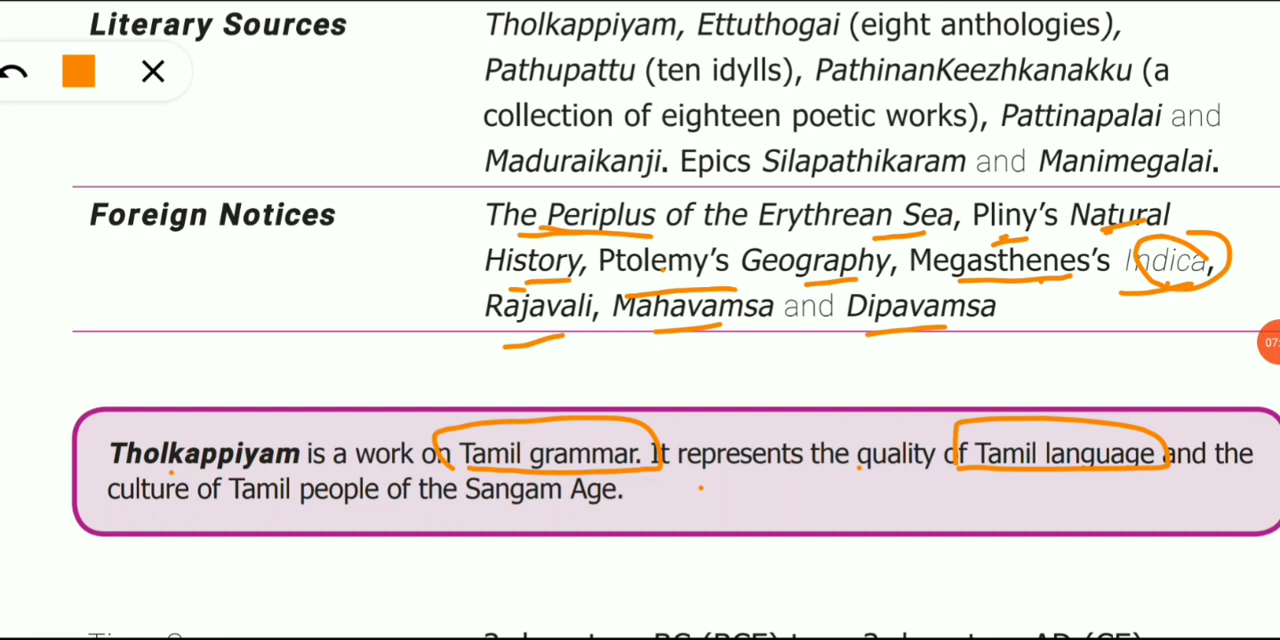 Literary Sources Tholkappiyam, Ettuthogai (eight anthologies),
Pathupattu (ten idylls), PathinanKeezhkanakku (a
collection of eighteen poetic works), Pattinapalai and
Maduraikanji. Epics Silapathikaram and Manimegalai.
Foreign Notices The Periplus of the Erythrean Sea, Pliny's Natural
History, Ptolemy's Geography, Megasthenes's Indica,
Rajavali, Mahavamsa and Dipavamsa
07:
Tholkappiyam is a work on Tamil grammar. It represents the quality of Tamil language and the
culture of Tamil people of the Sangam Age.